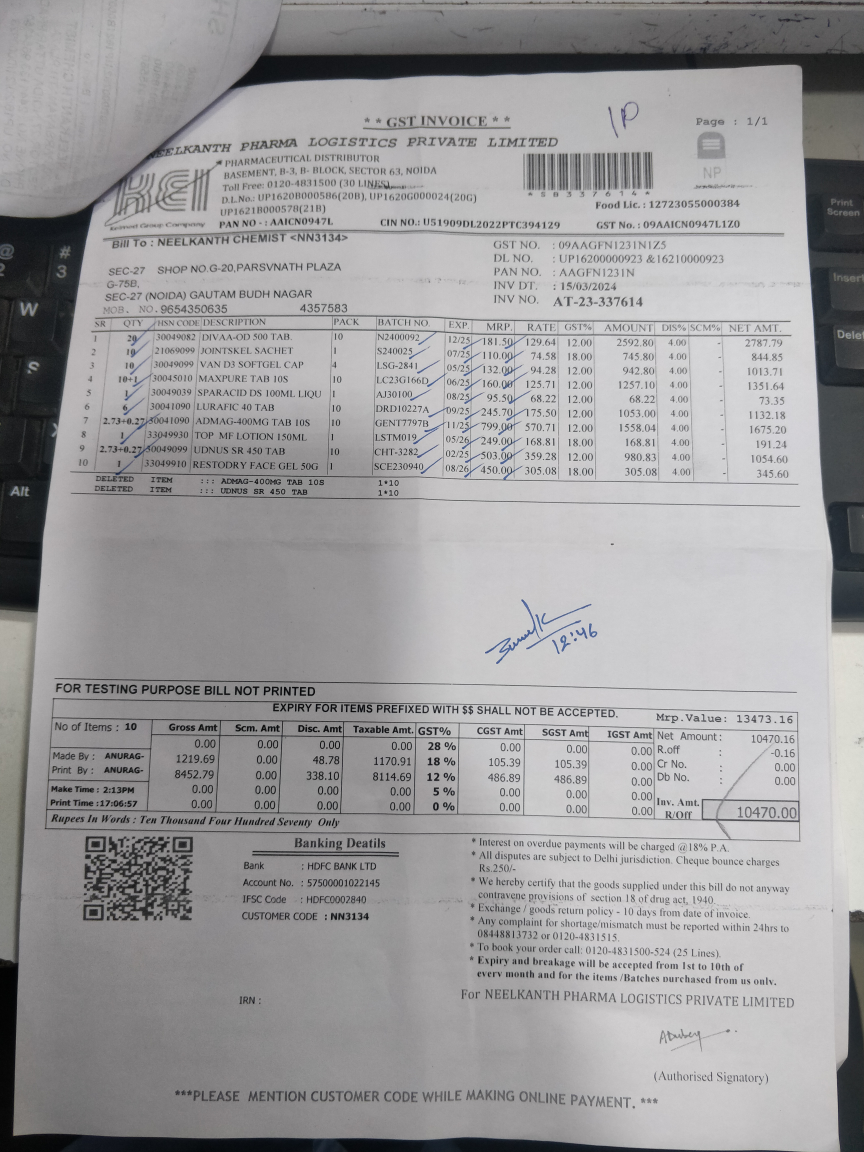 * * GST INVOICE * *
1P
Page : 1/1
NEELKANTH PHARMA LOGISTICS PRIVATE LIMITED
NP
KEI
Neelmed Group Company
PHARMACEUTICAL DISTRIBUTOR
BASEMENT, B-3, B- BLOCK, SECTOR 63, NOIDA
Toll Free: 0120-4831500 (30 LINES)
D.L.No.: UP1620B000586(20B), UP1620G000024(20G)
UP1621B000578(21B)
PAN NO - : AAICN0947L
CIN NO.: U51909DL2022PTC394129
*S0337614*
Food Lic. : 12723055000384
GST No. : 09AAICN0947L1Z0
Bill To : NEELKANTH CHEMIST <NN3134>
SEC-27 SHOP NO.G-20,PARSVNATH PLAZA
G-75B,
SEC-27 (NOIDA) GAUTAM BUDH NAGAR
MOB. NO.9654350635 4357583
GST NO. : 09AAGFN1231N1Z5
DL NO. : UP16200000923 &16210000923
PAN NO. : AAGFN1231N
INV DT. : 15/03/2024
INV NO. AT-23-337614
SR QTY HSN CODE DESCRIPTION PACK BATCH NO. EXP. MRP. RATE GST% AMOUNT DIS% SCM% NET AMT.
1 20 30049082 DIVAA-OD 500 TAB. 10 N2400092 12/25 181.50 129.64 12.00 2592.80 4.00 - 2787.79
2 10 21069099 JOINTSKEL SACHET 1 S240025 07/25 110.00 74.58 18.00 745.80 4.00 - 844.85
3 10 30049099 VAN D3 SOFTGEL CAP 4 LSG-2841 05/25 132.00 94.28 12.00 942.80 4.00 - 1013.71
4 10+1 30045010 MAXPURE TAB 10S 10 LC23G166D 06/25 160.00 125.71 12.00 1257.10 4.00 - 1351.64
5 1 30049039 SPARACID DS 100ML LIQU 1 AJ30100 08/25 95.50 68.22 12.00 68.22 4.00 - 73.35
6 6 30041090 LURAFIC 40 TAB 10 DRD10227A 09/25 245.70 175.50 12.00 1053.00 4.00 - 1132.18
7 2.73+0.27 30041090 ADMAG-400MG TAB 10S 10 GENT7797B 11/25 799.00 570.71 12.00 1558.04 4.00 - 1675.20
8 1 33049930 TOP MF LOTION 150ML 1 LSTM019 05/26 249.00 168.81 18.00 168.81 4.00 - 191.24
9 2.73+0.27 30049099 UDNUS SR 450 TAB 10 CHT-3282 02/25 503.00 359.28 12.00 980.83 4.00 - 1054.60
10 1 33049910 RESTODRY FACE GEL 50G 1 SCE230940 08/26 450.00 305.08 18.00 305.08 4.00 - 345.60
DELETED ITEM ::: ADMAG-400MG TAB 10S 1*10
DELETED ITEM ::: UDNUS SR 450 TAB 1*10
12:46
FOR TESTING PURPOSE BILL NOT PRINTED
EXPIRY FOR ITEMS PREFIXED WITH $$ SHALL NOT BE ACCEPTED.
Mrp.Value: 13473.16
No of Items : 10
Made By : ANURAG-
Print By : ANURAG-
Make Time : 2:13PM
Print Time :17:06:57
Gross Amt Scm. Amt Disc. Amt Taxable Amt. GST% CGST Amt SGST Amt IGST Amt
0.00 0.00 0.00 0.00 28 % 0.00 0.00 0.00
1219.69 0.00 48.78 1170.91 18 % 105.39 105.39 0.00
8452.79 0.00 338.10 8114.69 12 % 486.89 486.89 0.00
0.00 0.00 0.00 0.00 5 % 0.00 0.00 0.00
0.00 0.00 0.00 0.00 0 % 0.00 0.00 0.00
Net Amount : 10470.16
R.off : -0.16
Cr No. : 0.00
Db No. : 0.00
Inv. Amt.
R/Off 10470.00
Rupees In Words : Ten Thousand Four Hundred Seventy Only
Banking Deatils
Bank : HDFC BANK LTD
Account No. : 57500001022145
IFSC Code : HDFC0002840
CUSTOMER CODE : NN3134
* Interest on overdue payments will be charged @18% P.A.
* All disputes are subject to Delhi jurisdiction. Cheque bounce charges
Rs.250/-
* We hereby certify that the goods supplied under this bill do not anyway
contravene provisions of section 18 of drug act, 1940.
* Exchange / goods return policy - 10 days from date of invoice.
* Any complaint for shortage/mismatch must be reported within 24hrs to
08448813732 or 0120-4831515.
* To book your order call: 0120-4831500-524 (25 Lines).
* Expiry and breakage will be accepted from 1st to 10th of
every month and for the items /Batches purchased from us only.
IRN :
For NEELKANTH PHARMA LOGISTICS PRIVATE LIMITED
(Authorised Signatory)
***PLEASE MENTION CUSTOMER CODE WHILE MAKING ONLINE PAYMENT. ***
Print
Screen
Insert
Delet
@
2
#
3
W
Alt